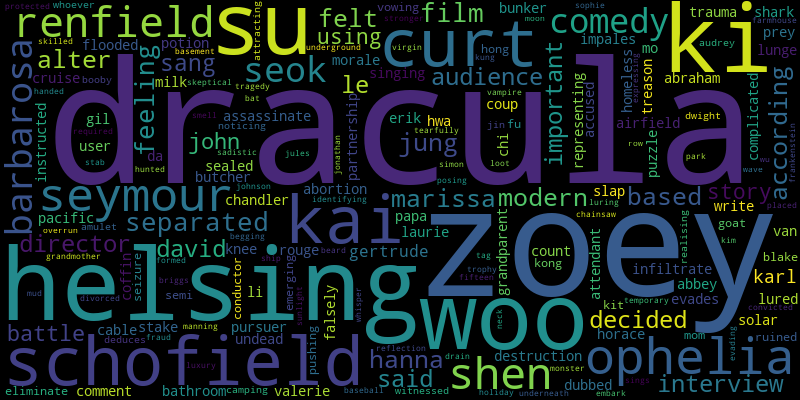 dracula
zoey
helsing
su
ki
woo
kai
schofield
seymour
ophelia
curt
renfield
seok
shen
barbarosa
comedy
film
felt
using
alter
sang
feeling
audience
important
according
modern
marissa
based
story
john
jung
separated
director
david
decided
interview
hanna
said
battle
karl
le
shark
trauma
prey
lunge
bunker
whoever
protected
vowing
stronger
hong
underground
virgin
moon
sophie
farmhouse
impales
audrey
mo
abraham
treason
dwight
homeless
representing
accused
complicated
airfield
puzzle
park
row
slap
write
goat
van
kim
blake
placed
wave
wu
frankenstein
expressing
potion
flooded
skilled
basement
booby
skeptical
cruise
milk
attracting
morale
singing
tragedy
bat
assassinate
noticing
sadistic
jules
jonathan
partnership
vampire
erik
hwa
coup
chi
fu
jin
kung
loot
simon
posing
instructed
handed
gil
user
required
stab
hunted
da
sealed
butcher
smell
tearfully
chandler
abortion
johnson
identifying
papa
laurie
grandparent
count
kong
tag
trophy
fifteen
attendant
luring
chainsaw
infiltrate
abbey
evades
lured
solar
convicted
ruined
evading
mom
temporary
kit
horace
destruction
dubbed
neck
monster
slags
embark
underneath
holiday
drain
witnessed
baseball
reflection
whisper
pushing
falsely
sunlight
emerging
rouge
beard
gertrude
knee
begging
ship
li
conductor
semi
pursuer
undead
manning
fraud
luxury
valerie
camping
bathroom
deduces
stake
cable
briggs
formed
seizure
coffin
amulet
grandmother
overrun
pacific
mud
divorced
eliminate
comment
realising